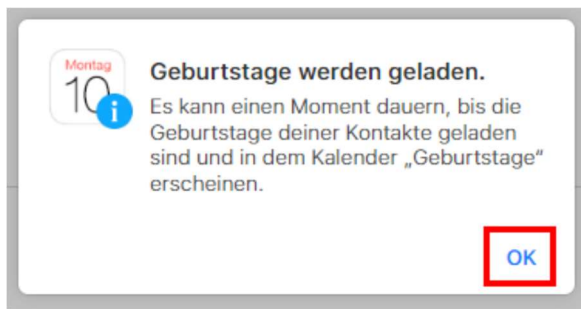 Montag
10
i
Geburtstage werden geladen.
Es kann einen Moment dauern, bis die
Geburtstage deiner Kontakte geladen
sind und in dem Kalender „Geburtstage“
erscheinen.
OK